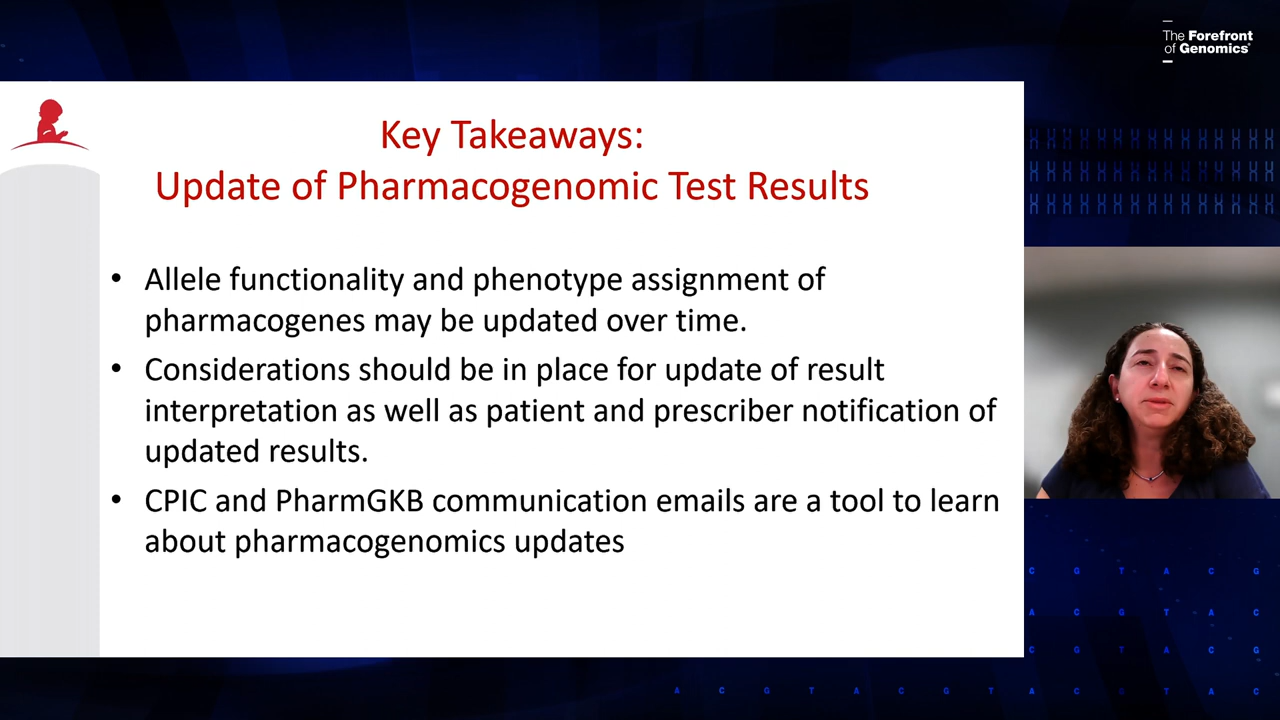 The Forefront
of Genomics®
Key Takeaways:
Update of Pharmacogenomic Test Results
• Allele functionality and phenotype assignment of
pharmacogenes may be updated over time.
• Considerations should be in place for update of result
interpretation as well as patient and prescriber notification of
updated results.
• CPIC and PharmGKB communication emails are a tool to learn
about pharmacogenomics updates
C G T A C G
A C G T A C
C G T A C G
A C G T A C G T A C G T A C